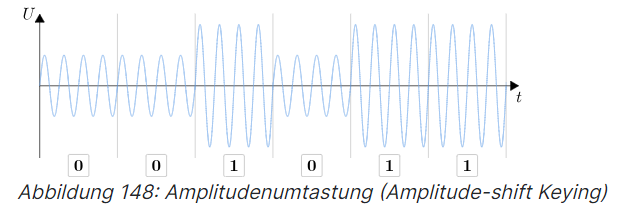 U
t
0 0 1 0 1 1
Abbildung 148: Amplitudenumtastung (Amplitude-shift Keying)